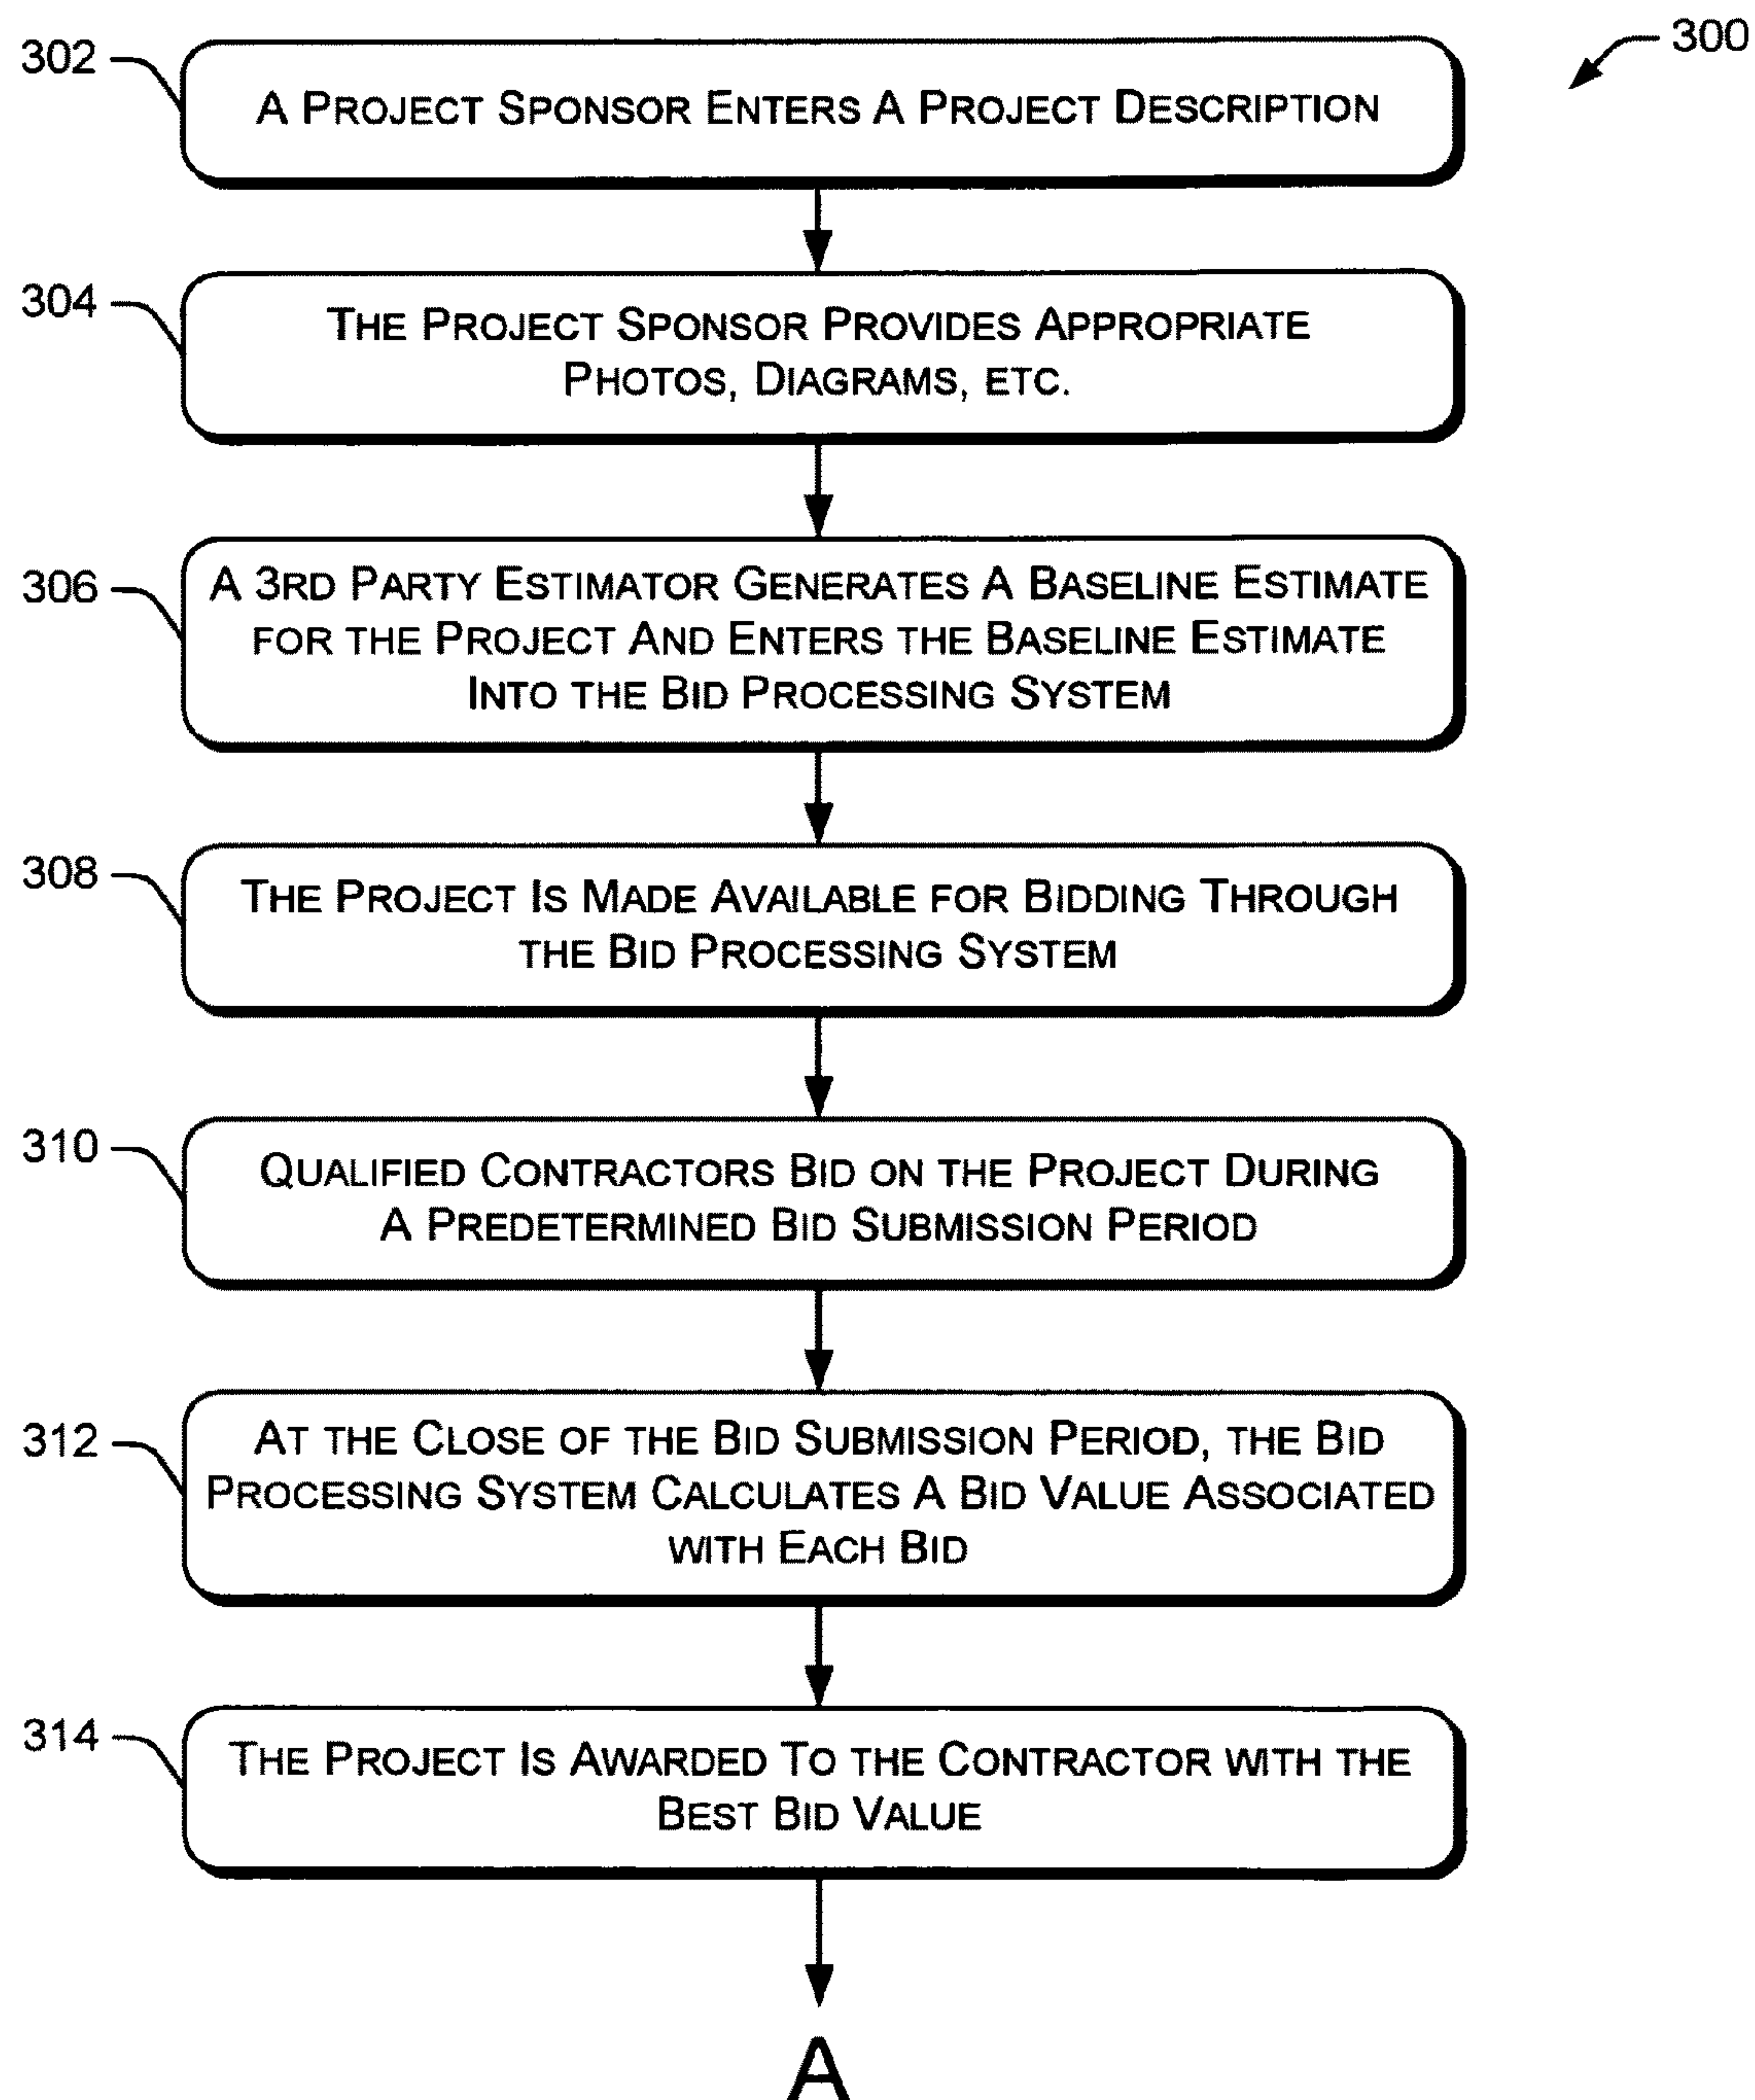 300
302
A PROJECT SPONSOR ENTERS A PROJECT DESCRIPTION
304
THE PROJECT SPONSOR PROVIDES APPROPRIATE
PHOTOS, DIAGRAMS, ETC.
306
A 3RD PARTY ESTIMATOR GENERATES A BASELINE ESTIMATE
FOR THE PROJECT AND ENTERS THE BASELINE ESTIMATE
INTO THE BID PROCESSING SYSTEM
308
THE PROJECT IS MADE AVAILABLE FOR BIDDING THROUGH
THE BID PROCESSING SYSTEM
310
QUALIFIED CONTRACTORS BID ON THE PROJECT DURING
A PREDETERMINED BID SUBMISSION PERIOD
312
AT THE CLOSE OF THE BID SUBMISSION PERIOD, THE BID
PROCESSING SYSTEM CALCULATES A BID VALUE ASSOCIATED
WITH EACH BID
314
THE PROJECT IS AWARDED TO THE CONTRACTOR WITH THE
BEST BID VALUE
A